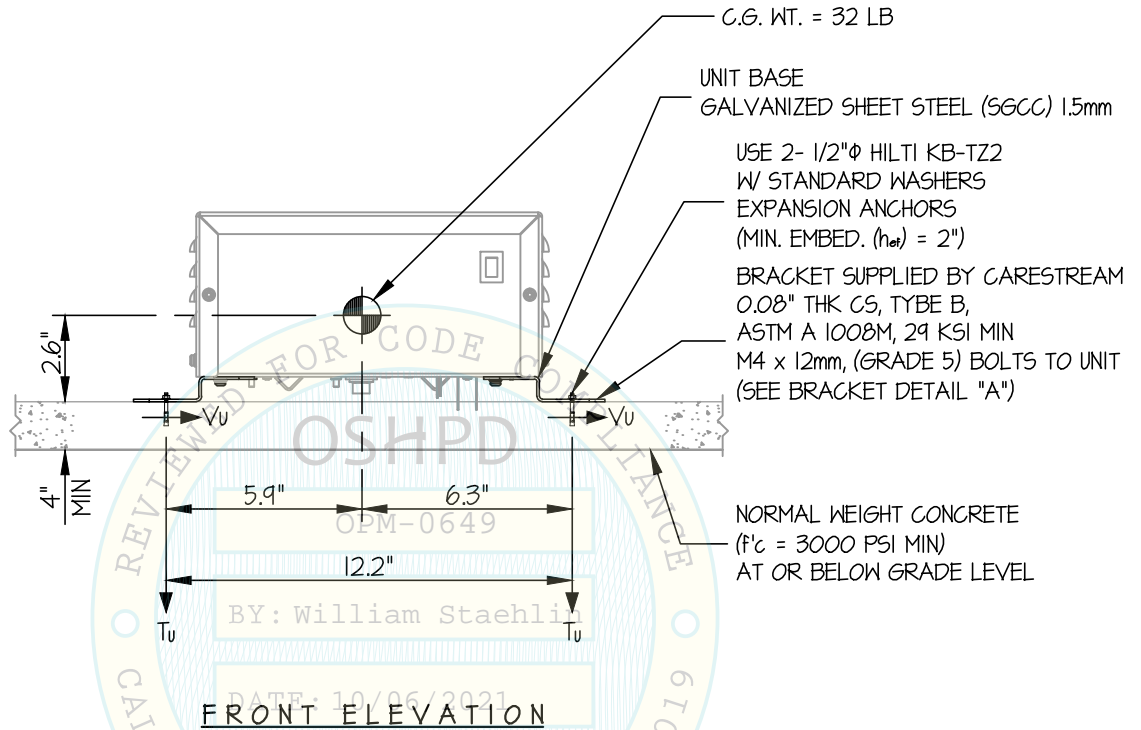 C.G. WT. = 32 LB
UNIT BASE
GALVANIZED SHEET STEEL (SGCC) 1.5mm
USE 2- 1/2"Φ HILTI KB-TZ2
W/ STANDARD WASHERS
EXPANSION ANCHORS
(MIN. EMBED. (hef) = 2")
BRACKET SUPPLIED BY CARESTREAM
0.08" THK CS, TYBE B,
ASTM A 1008M, 29 KSI MIN
M4 x 12mm, (GRADE 5) BOLTS TO UNIT
(SEE BRACKET DETAIL "A")
2.6"
Vu
Vu
4"
MIN
5.9"
6.3"
12.2"
Tu
Tu
NORMAL WEIGHT CONCRETE
(f'c = 3000 PSI MIN)
AT OR BELOW GRADE LEVEL
REVIEWED FOR CODE COMPLIANCE
OSHPD
OPM-0649
BY: William Staehlin
DATE: 10/06/2021
FRONT ELEVATION